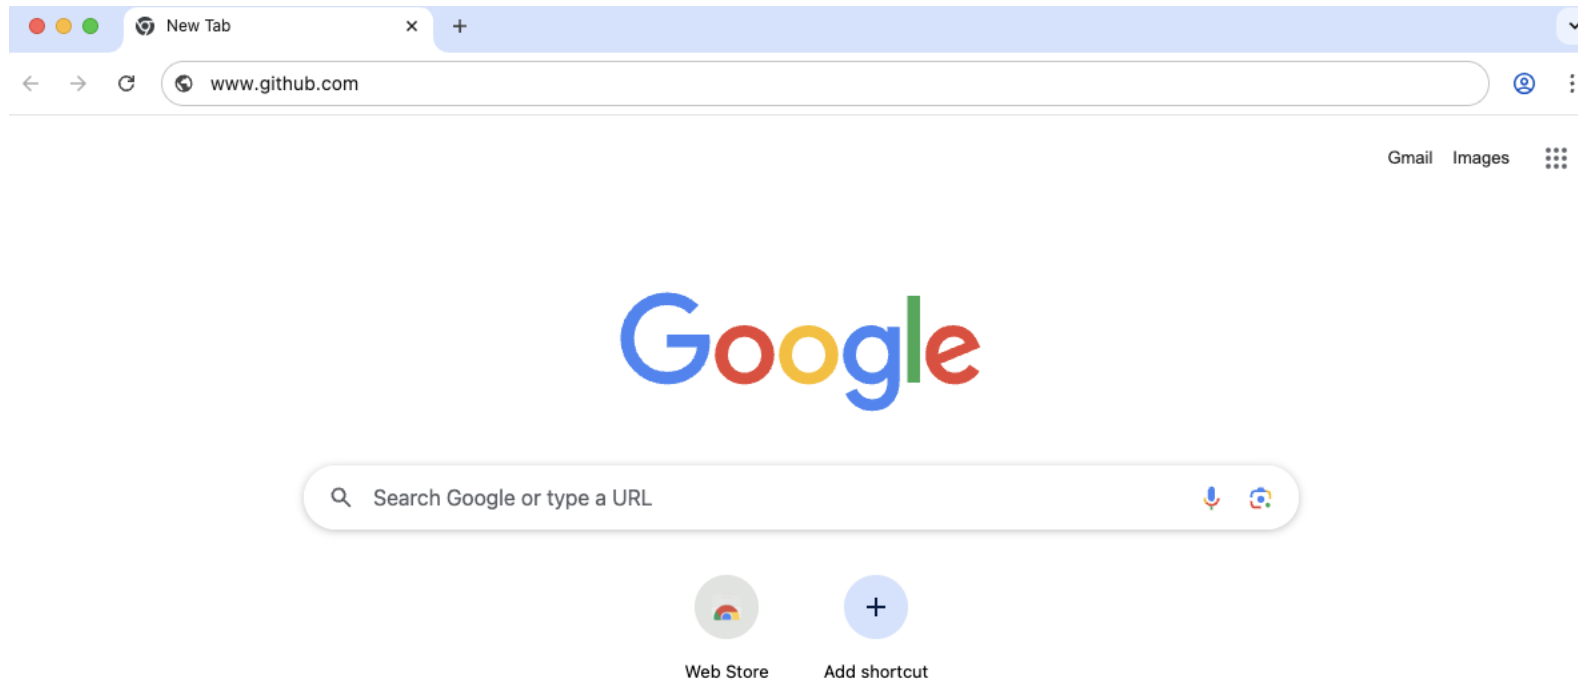 New Tab
www.github.com
Gmail Images
Google
Search Google or type a URL
Web Store Add shortcut